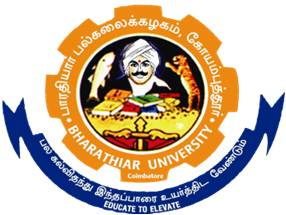 பாரதியார் பல்கலைக்கழகம், கோயம்புத்தூர்
BHARATHIAR UNIVERSITY
Coimbatore
பல கல்விதந்து இந்தப்பாரை உயர்த்திட வேண்டும்
EDUCATE TO ELEVATE